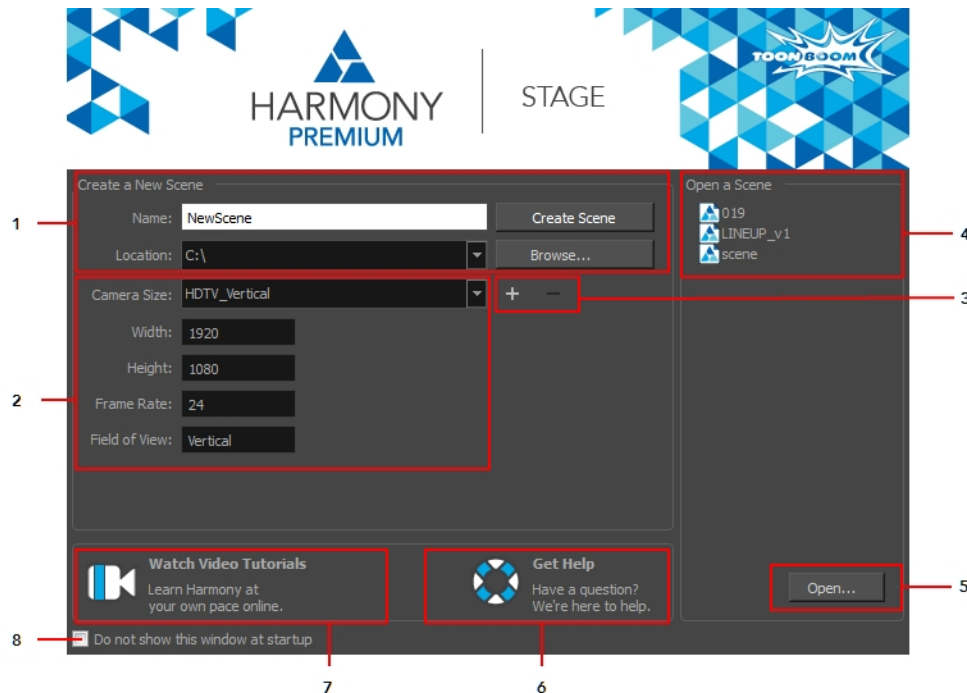 TOONBOOM
HARMONY
PREMIUM
STAGE
Create a New Scene
Name: NewScene Create Scene
Location: C:\ Browse...
Camera Size: HDTV_Vertical + −
Width: 1920
Height: 1080
Frame Rate: 24
Field of View: Vertical
Open a Scene
019
LINEUP_v1
scene
Open...
Watch Video Tutorials
Learn Harmony at
your own pace online.
Get Help
Have a question?
We're here to help.
Do not show this window at startup
1
2
3
4
5
6
7
8